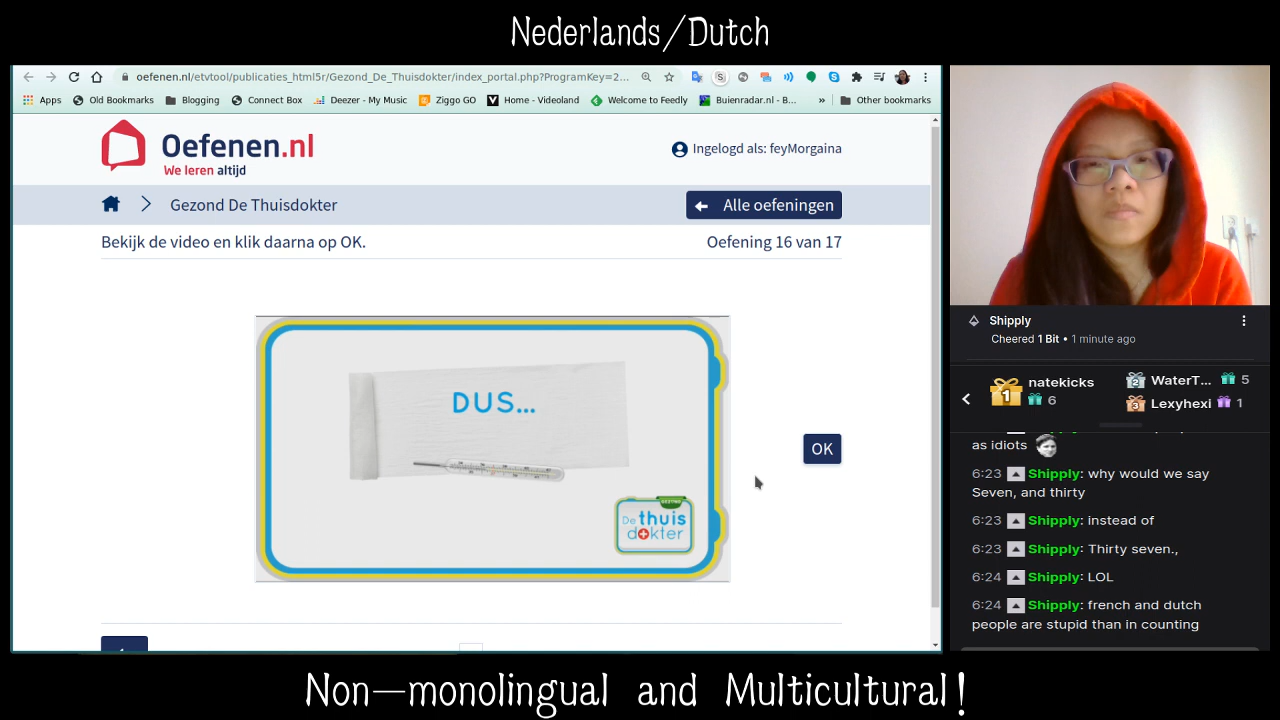 Nederlands/Dutch
oefenen.nl/etvtool/publicaties_html5r/Gezond_De_Thuisdokter/index_portal.php?ProgramKey=2...
Apps Old Bookmarks Blogging Connect Box Deezer - My Music Ziggo GO Home - Videoland Welcome to Feedly Buienradar.nl - B... » Other bookmarks
Oefenen.nl
We leren altijd
Ingelogd als: feyMorgaina
Gezond De Thuisdokter
Alle oefeningen
Bekijk de video en klik daarna op OK.
Oefening 16 van 17
DUS...
De thuis
dokter
OK
Shipply
Cheered 1 Bit • 1 minute ago
1 natekicks
6
2 WaterT... 5
3 Lexyhexi 1
as idiots
6:23 Shipply: why would we say
Seven, and thirty
6:23 Shipply: instead of
6:23 Shipply: Thirty seven.,
6:24 Shipply: LOL
6:24 Shipply: french and dutch
people are stupid than in counting
Non-monolingual and Multicultural!